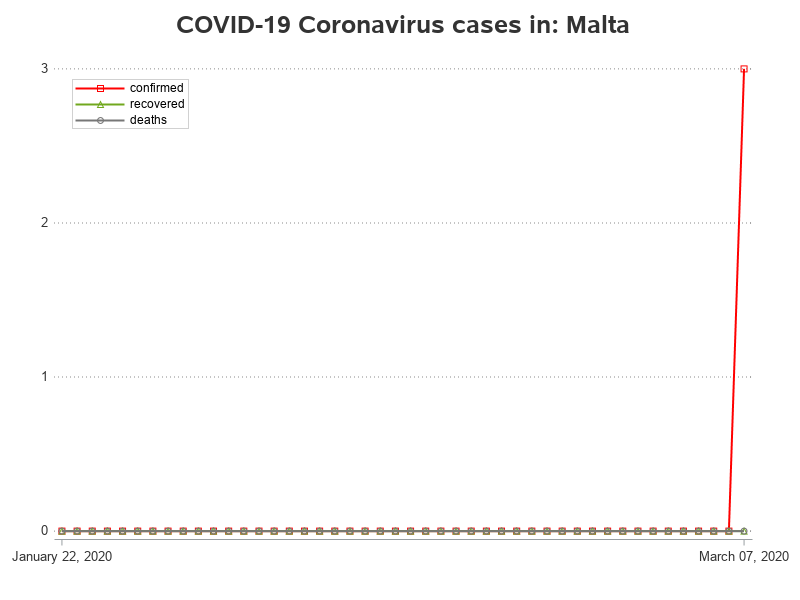 COVID-19 Coronavirus cases in: Malta
3
confirmed
recovered
deaths
2
1
0
January 22, 2020
March 07, 2020